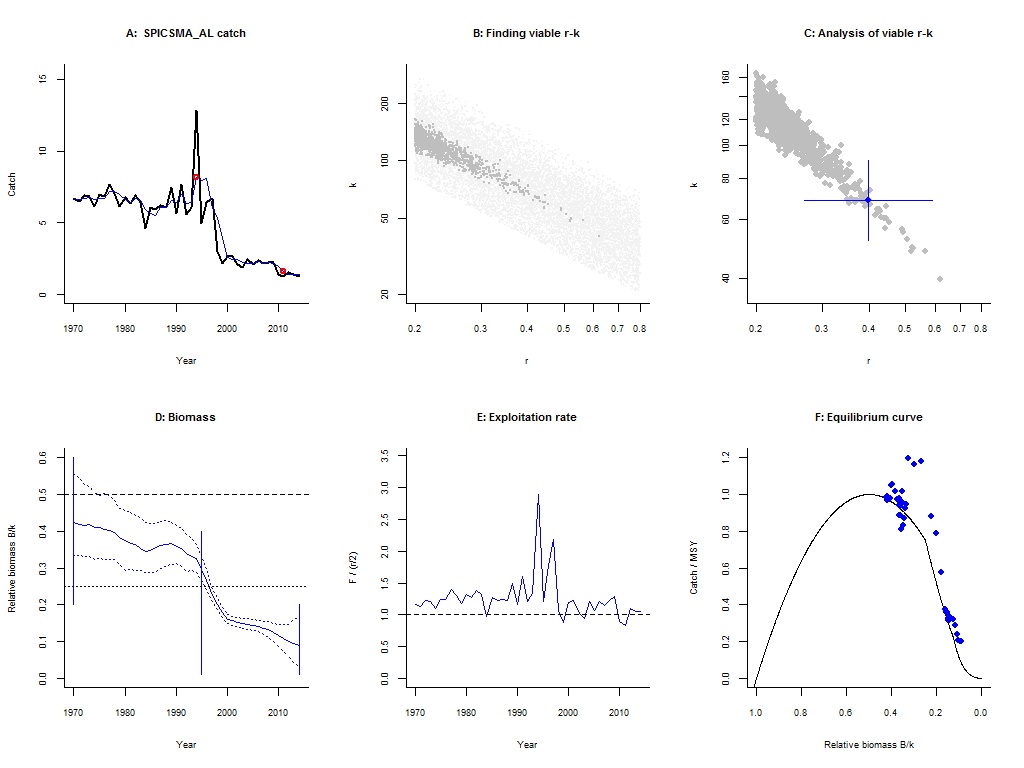 A: SPICSMA_AL catch
B: Finding viable r-k
C: Analysis of viable r-k
Catch
0 5 10 15
1970 1980 1990 2000 2010
Year
k
20 50 100 200
0.2 0.3 0.4 0.5 0.6 0.7 0.8
r
k
40 60 80 100 120 160
0.2 0.3 0.4 0.5 0.6 0.7 0.8
r
D: Biomass
E: Exploitation rate
F: Equilibrium curve
Relative biomass B/k
0.0 0.1 0.2 0.3 0.4 0.5 0.6
1970 1980 1990 2000 2010
Year
F / (r/2)
0.0 0.5 1.0 1.5 2.0 2.5 3.0 3.5
1970 1980 1990 2000 2010
Year
Catch / MSY
0.0 0.2 0.4 0.6 0.8 1.0 1.2
1.0 0.8 0.6 0.4 0.2 0.0
Relative biomass B/k